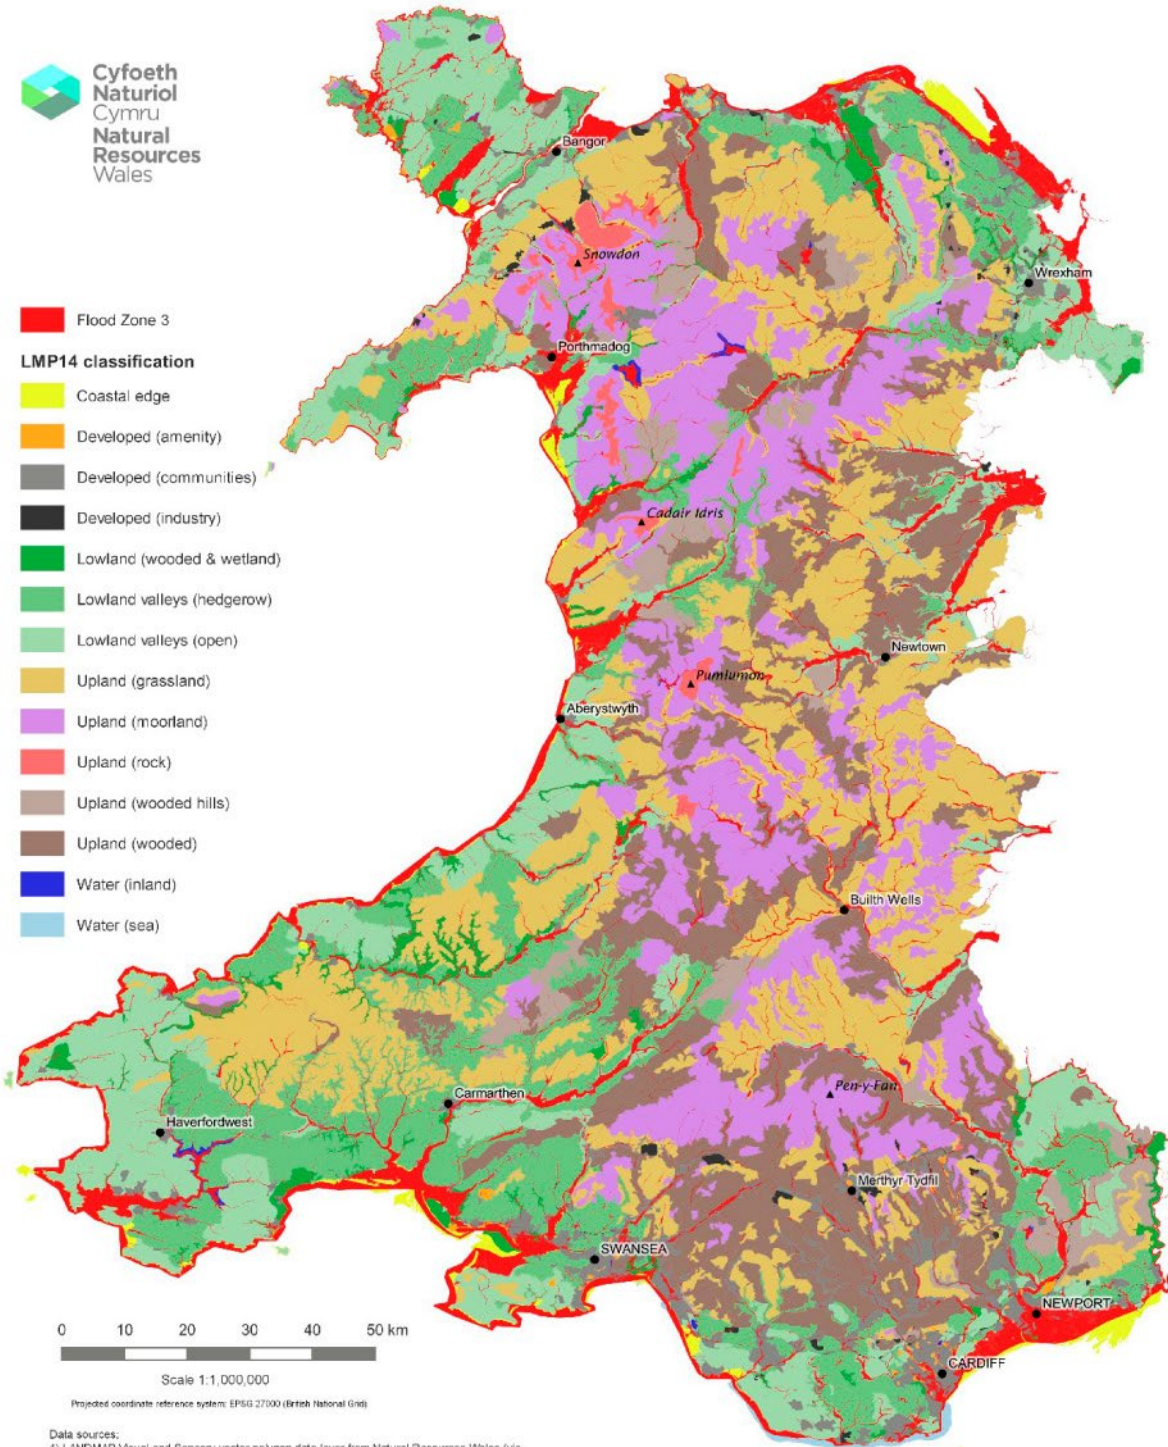 Cyfoeth
Naturiol
Cymru
Natural
Resources
Wales
Flood Zone 3
LMP14 classification
Coastal edge
Developed (amenity)
Developed (communities)
Developed (industry)
Lowland (wooded & wetland)
Lowland valleys (hedgerow)
Lowland valleys (open)
Upland (grassland)
Upland (moorland)
Upland (rock)
Upland (wooded hills)
Upland (wooded)
Water (inland)
Water (sea)
Bangor
Snowdon
Wrexham
Porthmadog
Cadair Idris
Newtown
Pumlumon
Aberystwyth
Builth Wells
Pen-y-Fan
Carmarthen
Haverfordwest
Merthyr Tydfil
SWANSEA
NEWPORT
CARDIFF
0 10 20 30 40 50 km
Scale 1:1,000,000
Projected coordinate reference system: EPSG 27000 (British National Grid)
Data sources: